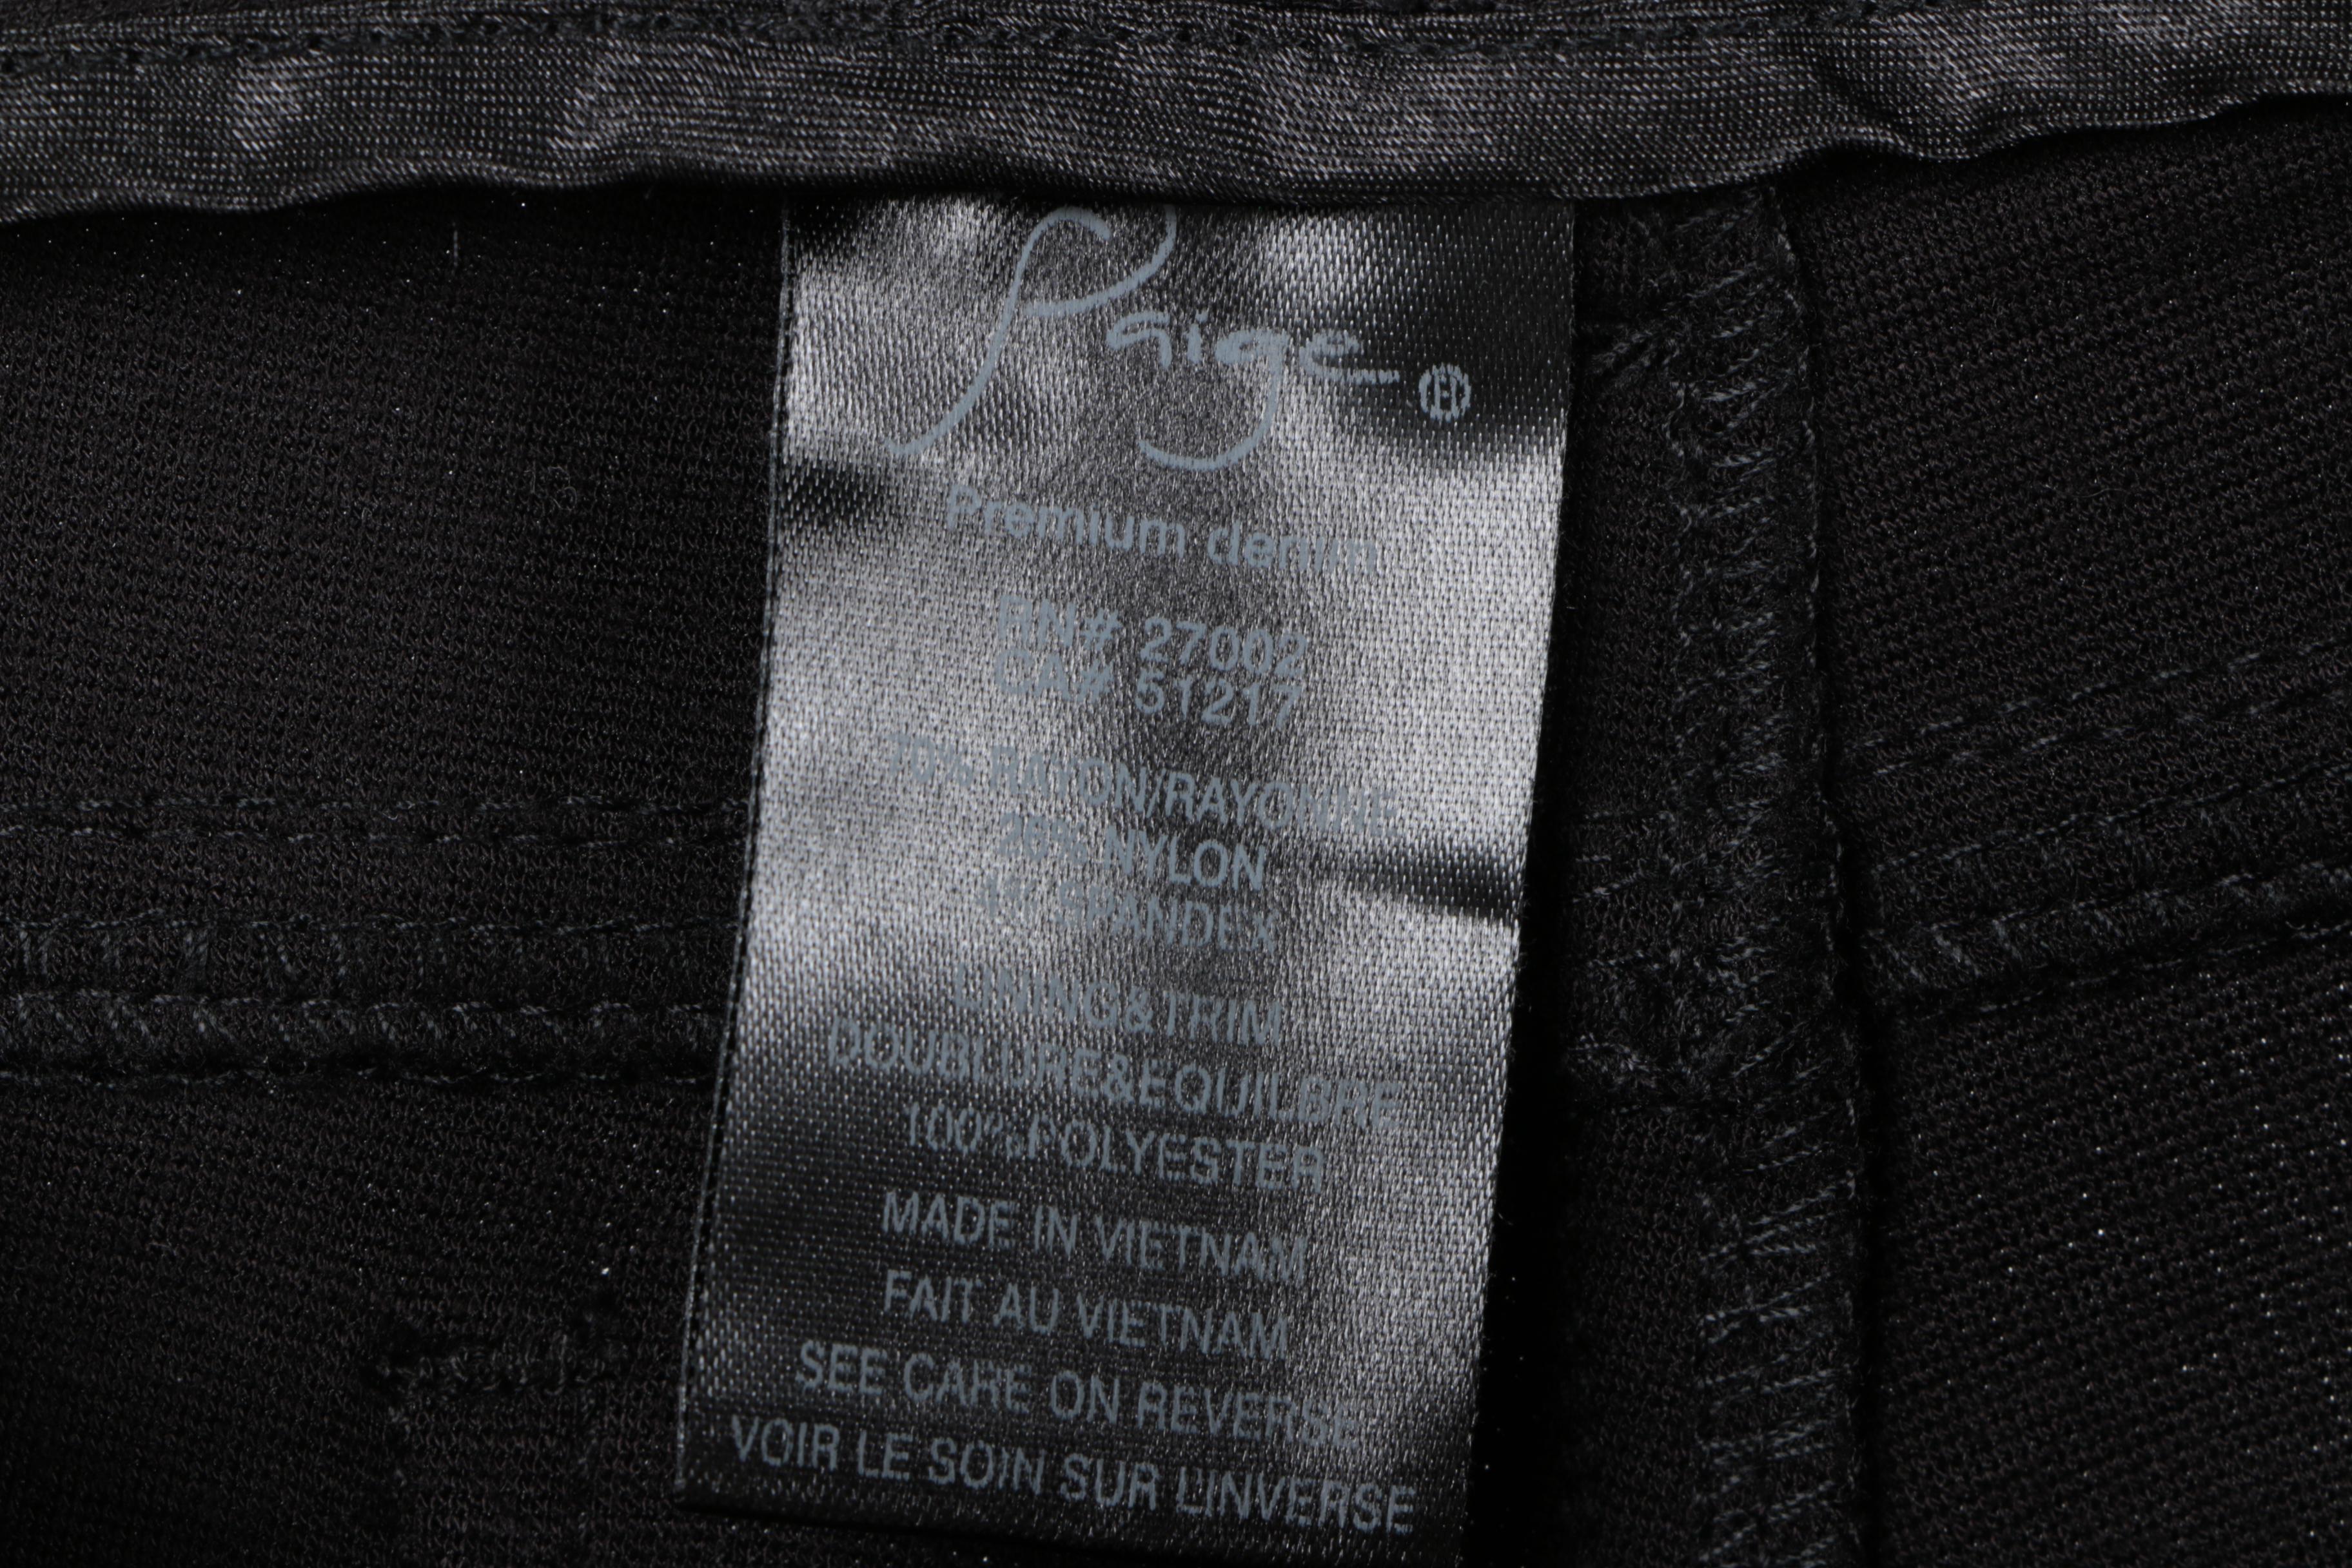 Paige®
Premium denim
RN# 27002
CA# 51217
70% RAYON/RAYONNE
26% NYLON
4% SPANDEX
LINING&TRIM
DOUBLURE&EQUILBRE
100%POLYESTER
MADE IN VIETNAM
FAIT AU VIETNAM
SEE CARE ON REVERSE
VOIR LE SOIN SUR L'INVERSE